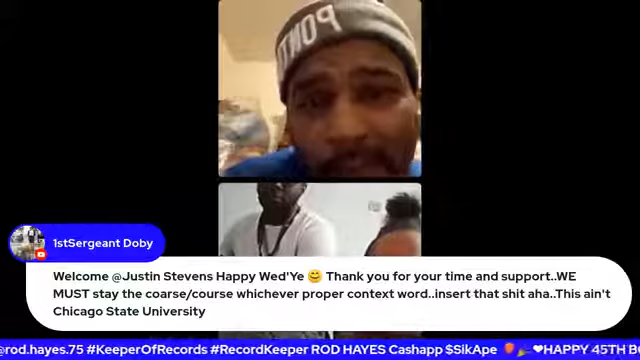 PONTI
1stSergeant Doby
Welcome @Justin Stevens Happy Wed'Ye 😊 Thank you for your time and support..WE
MUST stay the coarse/course whichever proper context word..insert that shit aha..This ain't
Chicago State University
@rod.hayes.75 #KeeperOfRecords #RecordKeeper ROD HAYES Cashapp $SikApe 🎈🎉❤HAPPY 45TH B